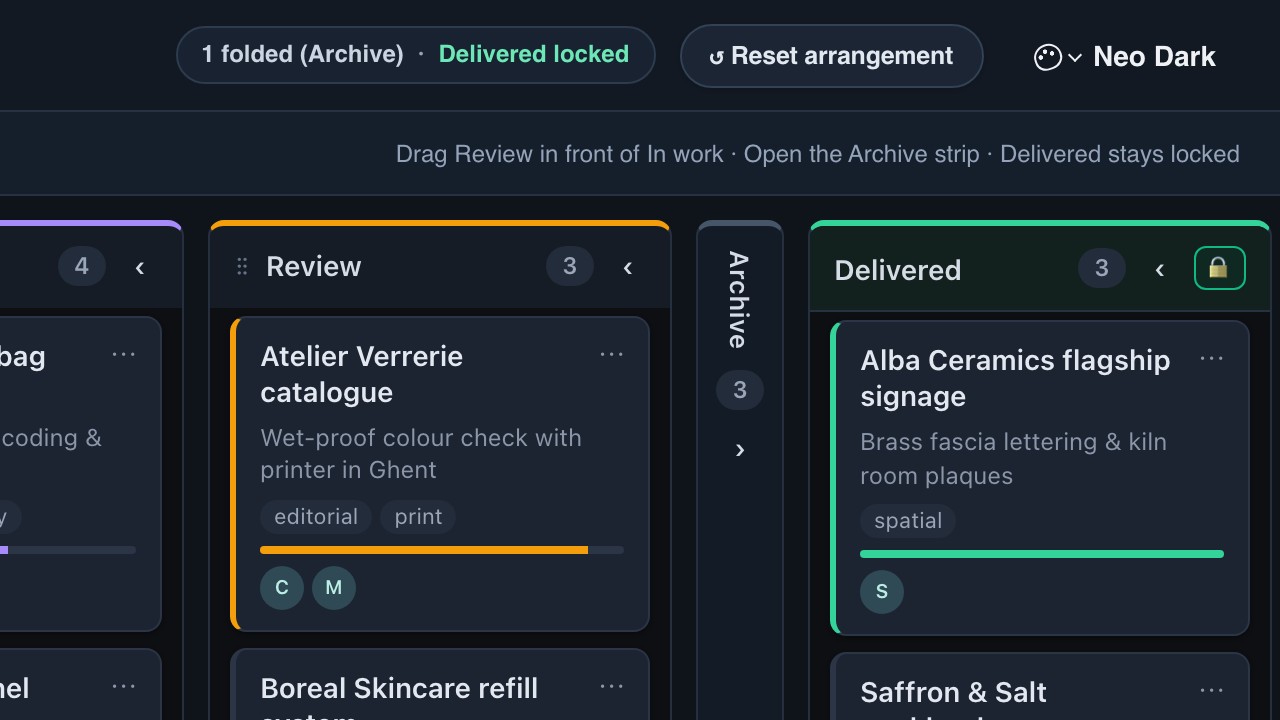 1 folded (Archive) · Delivered locked
↺ Reset arrangement
Neo Dark
Drag Review in front of In work · Open the Archive strip · Delivered stays locked
4
bag
coding &
Review
3
Atelier Verrerie
catalogue
Wet-proof colour check with
printer in Ghent
editorial
print
C
M
Boreal Skincare refill
Archive
3
Delivered
3
Alba Ceramics flagship
signage
Brass fascia lettering & kiln
room plaques
spatial
S
Saffron & Salt